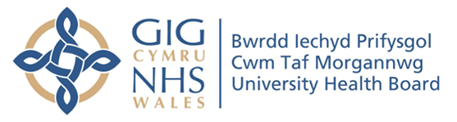 GIG
CYMRU
NHS
WALES
Bwrdd Iechyd Prifysgol
Cwm Taf Morgannwg
University Health Board